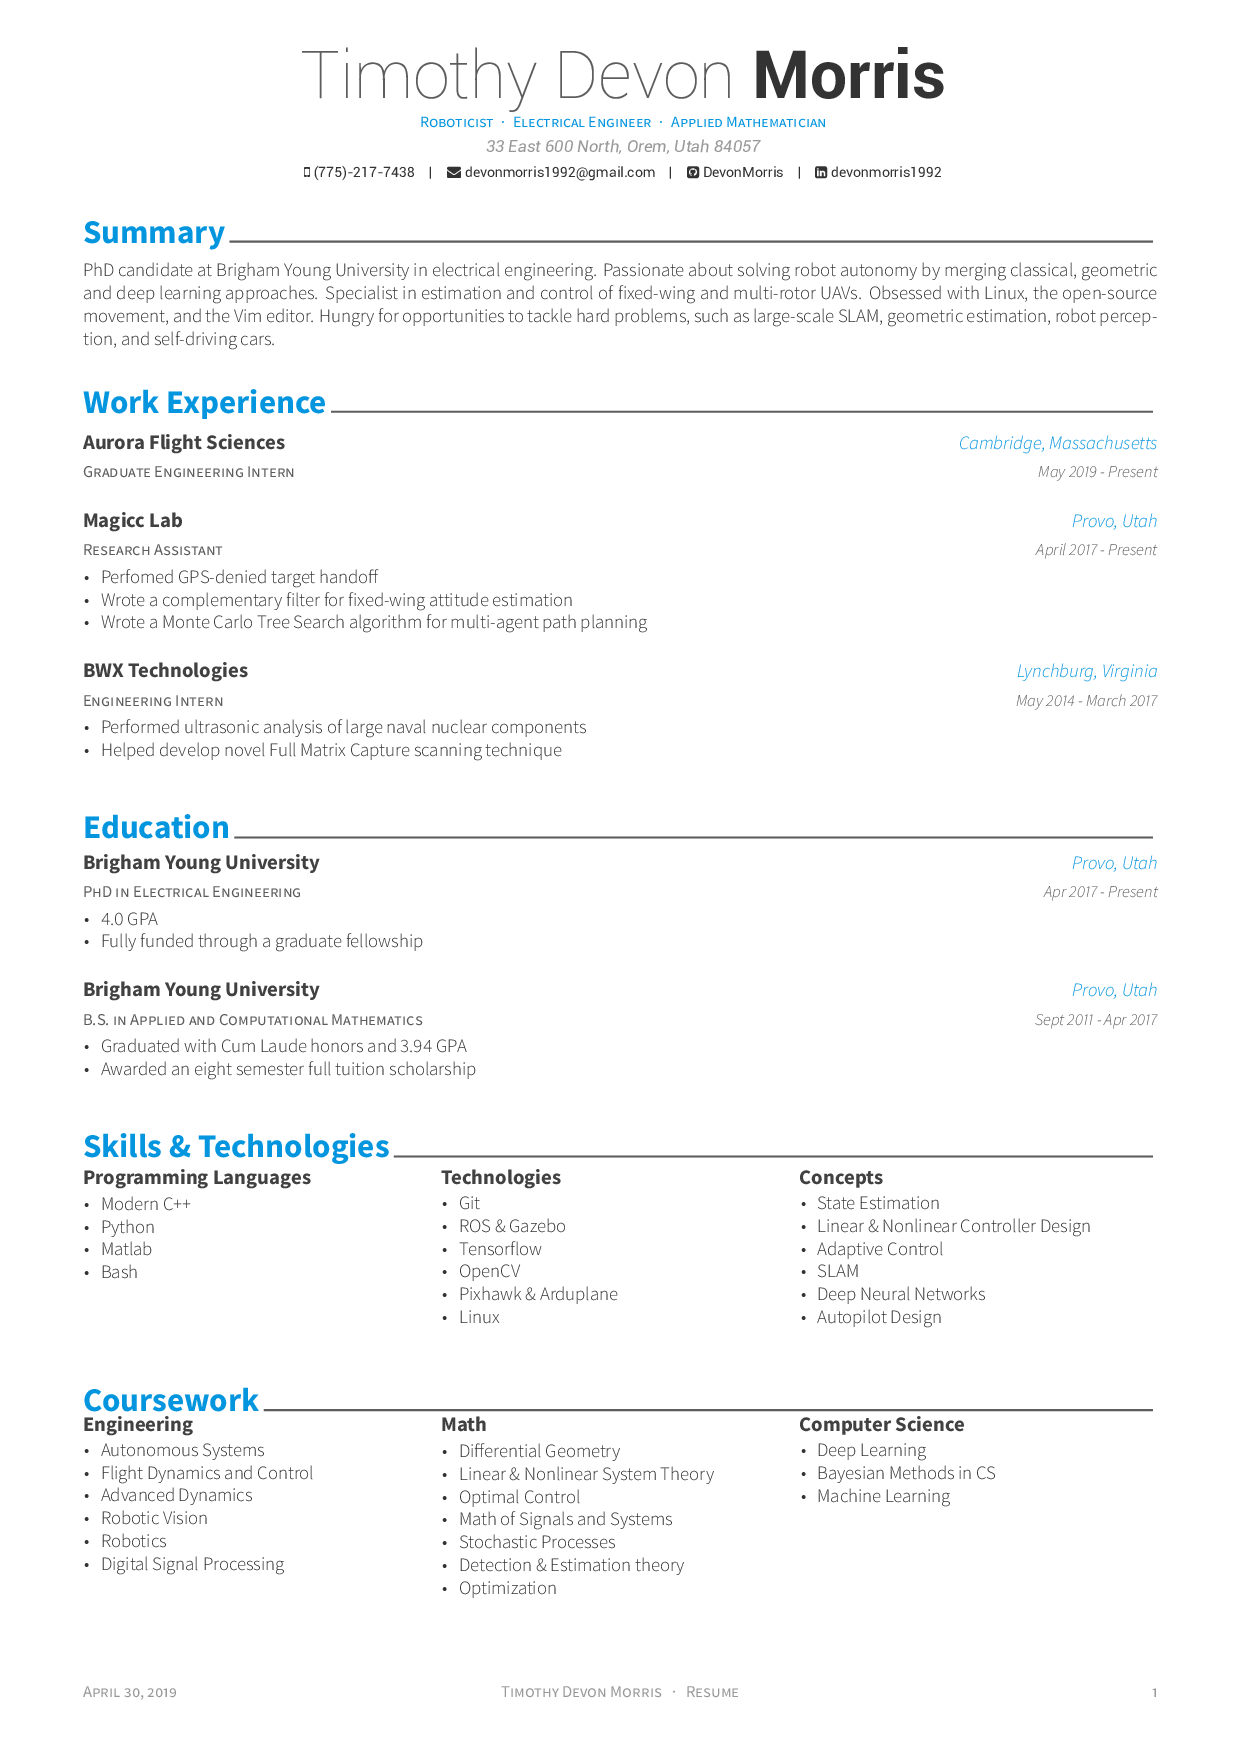 Timothy Devon Morris
Roboticist · Electrical Engineer · Applied Mathematician
33 East 600 North, Orem, Utah 84057
(775)-217-7438 | devonmorris1992@gmail.com | DevonMorris | devonmorris1992
Summary
PhD candidate at Brigham Young University in electrical engineering. Passionate about solving robot autonomy by merging classical, geometric
and deep learning approaches. Specialist in estimation and control of fixed-wing and multi-rotor UAVs. Obsessed with Linux, the open-source
movement, and the Vim editor. Hungry for opportunities to tackle hard problems, such as large-scale SLAM, geometric estimation, robot percep-
tion, and self-driving cars.
Work Experience
Aurora Flight Sciences Cambridge, Massachusetts
Graduate Engineering Intern May 2019 - Present
Magicc Lab Provo, Utah
Research Assistant April 2017 - Present
• Perfomed GPS-denied target handoff
• Wrote a complementary filter for fixed-wing attitude estimation
• Wrote a Monte Carlo Tree Search algorithm for multi-agent path planning
BWX Technologies Lynchburg, Virginia
Engineering Intern May 2014 - March 2017
• Performed ultrasonic analysis of large naval nuclear components
• Helped develop novel Full Matrix Capture scanning technique
Education
Brigham Young University Provo, Utah
PhD in Electrical Engineering Apr 2017 - Present
• 4.0 GPA
• Fully funded through a graduate fellowship
Brigham Young University Provo, Utah
B.S. in Applied and Computational Mathematics Sept 2011 - Apr 2017
• Graduated with Cum Laude honors and 3.94 GPA
• Awarded an eight semester full tuition scholarship
Skills & Technologies
Programming Languages
• Modern C++
• Python
• Matlab
• Bash
Technologies
• Git
• ROS & Gazebo
• Tensorflow
• OpenCV
• Pixhawk & Arduplane
• Linux
Concepts
• State Estimation
• Linear & Nonlinear Controller Design
• Adaptive Control
• SLAM
• Deep Neural Networks
• Autopilot Design
Coursework
Engineering
• Autonomous Systems
• Flight Dynamics and Control
• Advanced Dynamics
• Robotic Vision
• Robotics
• Digital Signal Processing
Math
• Differential Geometry
• Linear & Nonlinear System Theory
• Optimal Control
• Math of Signals and Systems
• Stochastic Processes
• Detection & Estimation theory
• Optimization
Computer Science
• Deep Learning
• Bayesian Methods in CS
• Machine Learning
April 30, 2019 Timothy Devon Morris · Resume 1